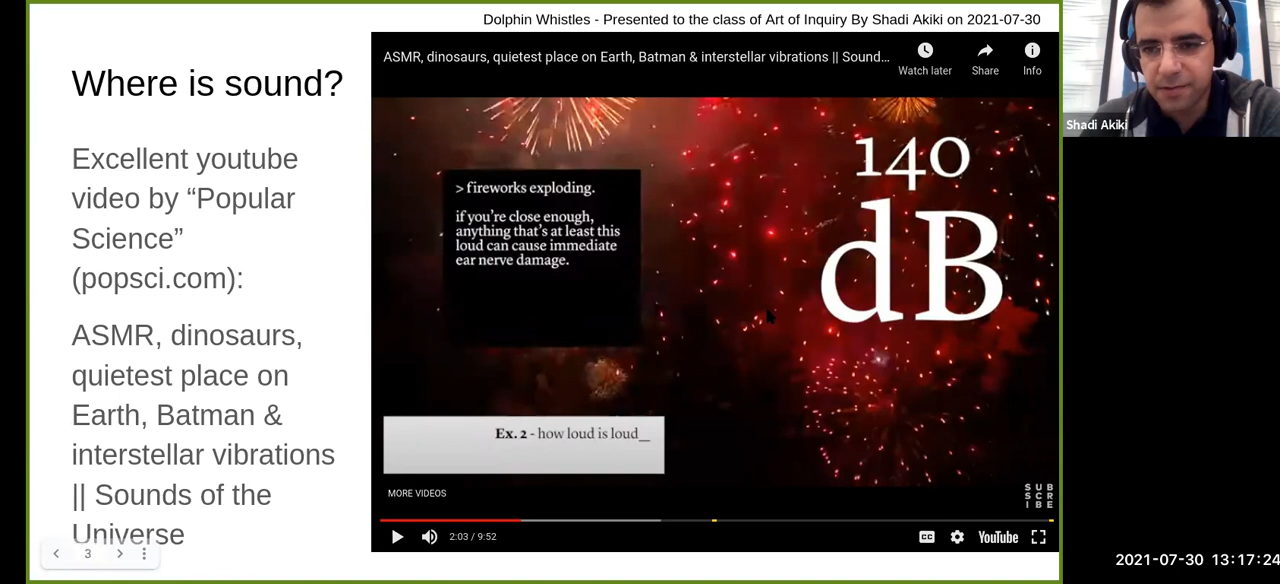 Dolphin Whistles - Presented to the class of Art of Inquiry By Shadi Akiki on 2021-07-30
Where is sound?
Excellent youtube
video by “Popular
Science”
(popsci.com):
ASMR, dinosaurs,
quietest place on
Earth, Batman &
interstellar vibrations
|| Sounds of the
Universe
3
ASMR, dinosaurs, quietest place on Earth, Batman & interstellar vibrations || Sound...
Watch later
Share
Info
140
dB
> fireworks exploding.
if you’re close enough,
anything that’s at least this
loud can cause immediate
ear nerve damage.
Ex. 2 - how loud is loud_
MORE VIDEOS
SUB
SCR
IBE
2:03 / 9:52
CC
YouTube
Shadi Akiki
2021-07-30 13:17:24